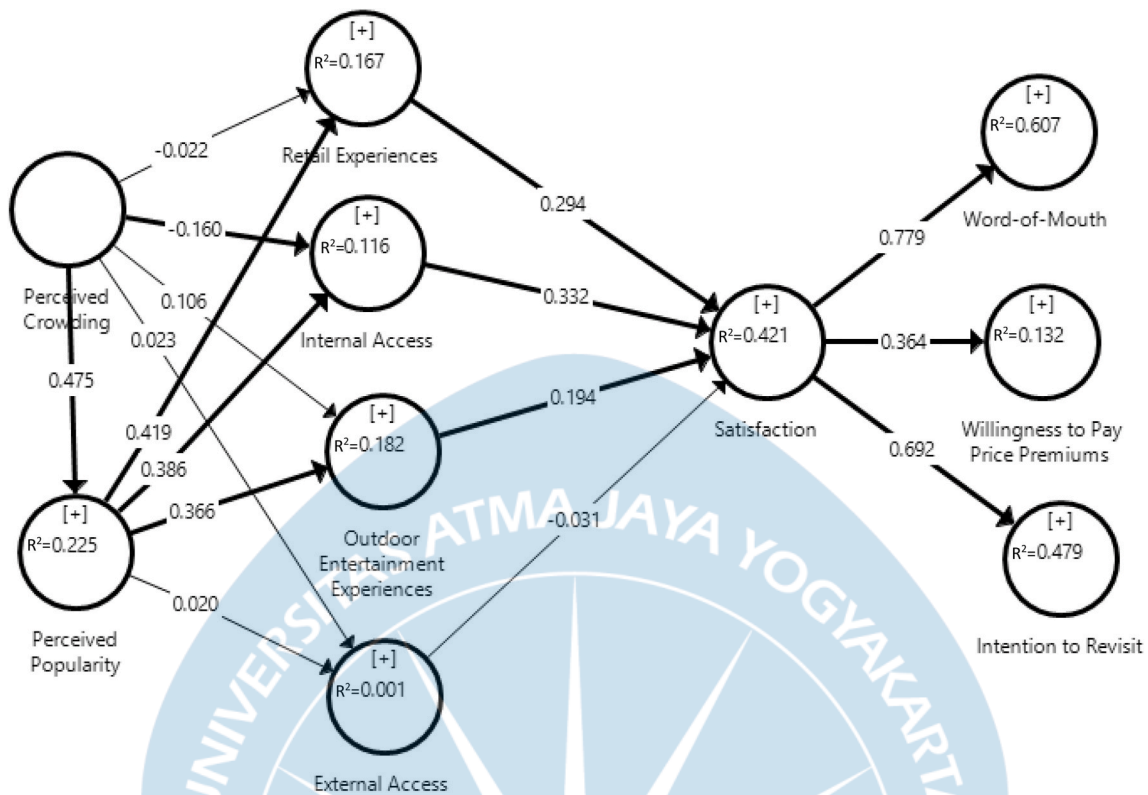 [+]
R²=0.167
Retail Experiences
-0.022
Perceived
Crowding
-0.160
[+]
R²=0.116
Internal Access
0.106
0.023
0.475
0.419
0.386
0.366
[+]
R²=0.182
Outdoor
Entertainment
Experiences
[+]
R²=0.225
Perceived
Popularity
0.020
[+]
R²=0.001
External Access
0.294
0.332
0.194
-0.031
[+]
R²=0.421
Satisfaction
0.779
0.364
0.692
[+]
R²=0.607
Word-of-Mouth
[+]
R²=0.132
Willingness to Pay
Price Premiums
[+]
R²=0.479
Intention to Revisit
UNIVERSITAS ATMA JAYA YOGYAKARTA